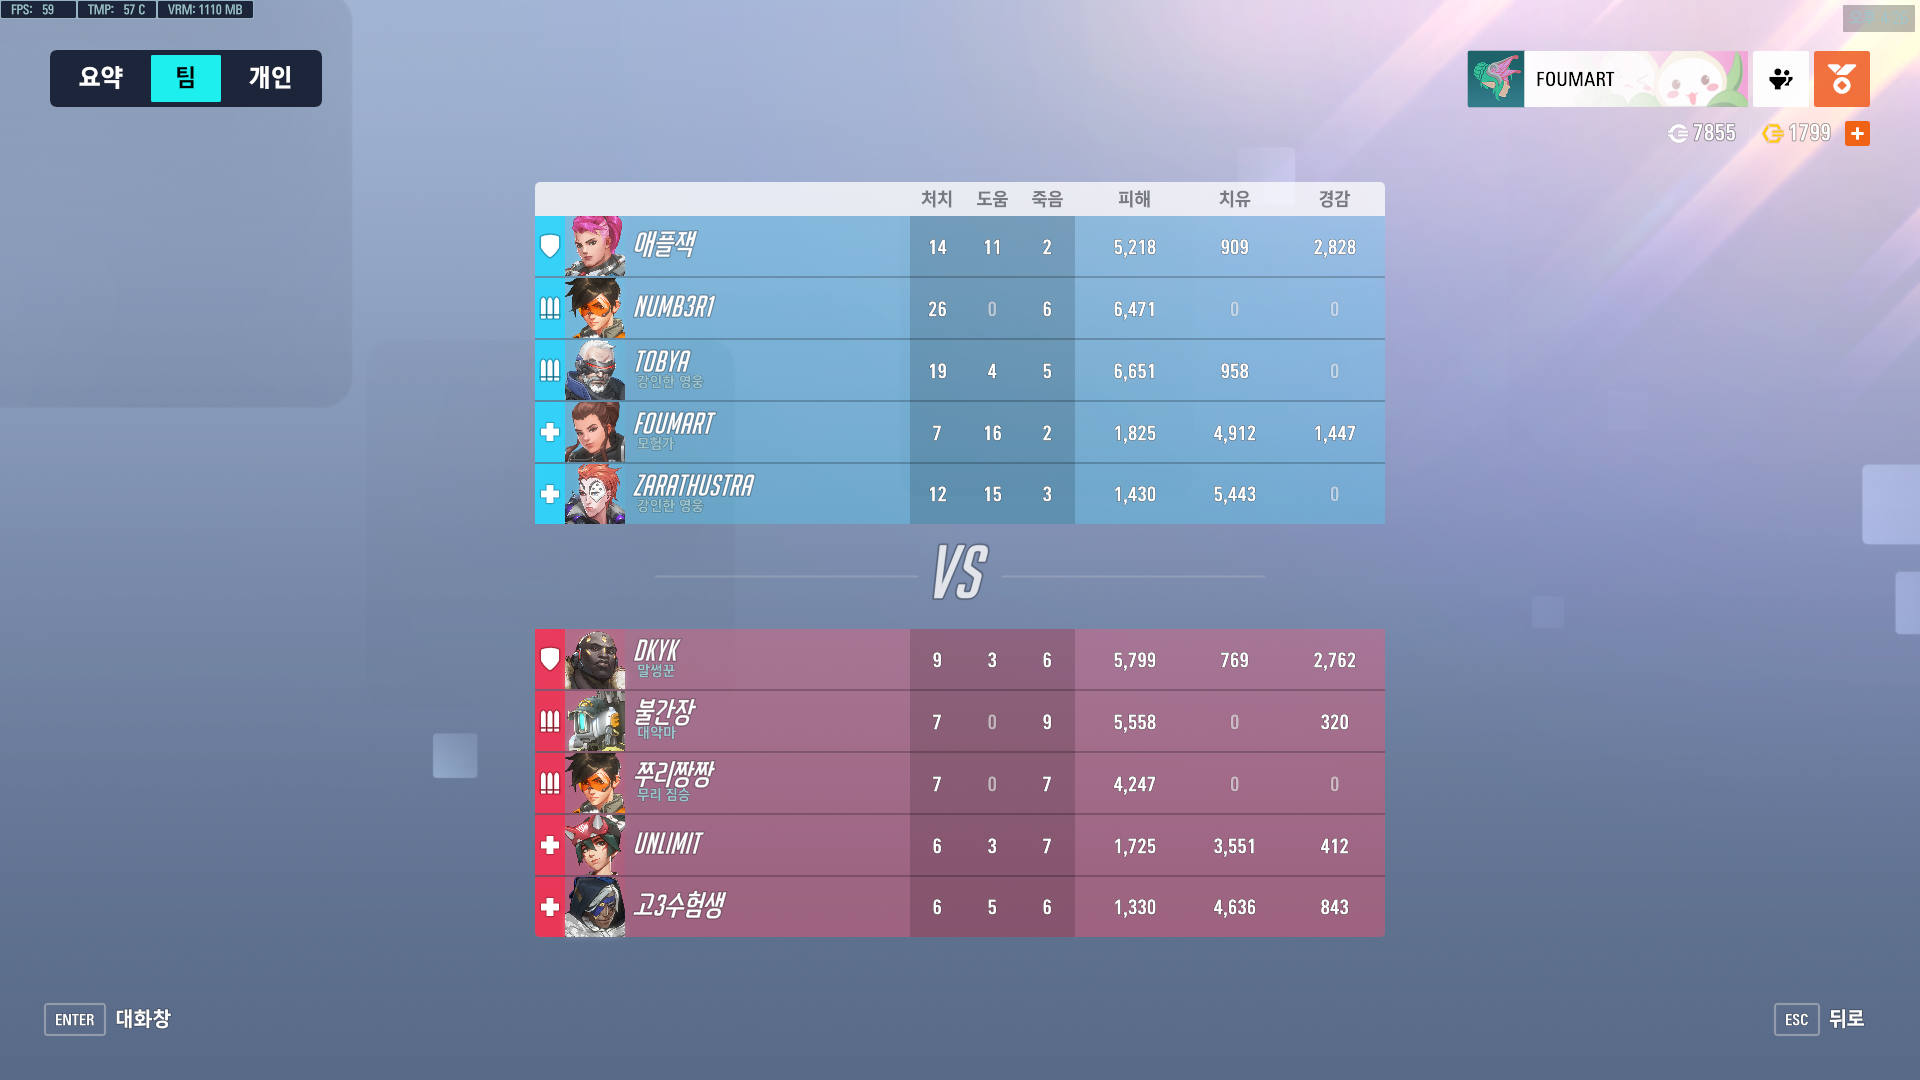 FPS: 59 TMP: 57 C VRM: 1110 MB
요약 팀 개인
FOUMART
7855 1799 +
처치 도움 죽음 피해 치유 경감
애플잭 14 11 2 5,218 909 2,828
NUMB3R1 26 0 6 6,471 0 0
TOBYA 19 4 5 6,651 958 0
강인한 영웅
FOUMART 7 16 2 1,825 4,912 1,447
모험가
ZARATHUSTRA 12 15 3 1,430 5,443 0
강인한 영웅
VS
DKYK 9 3 6 5,799 769 2,762
말썽꾼
불간장 7 0 9 5,558 0 320
대악마
쭈리짱짱 7 0 7 4,247 0 0
무리 짐승
UNLIMIT 6 3 7 1,725 3,551 412
고3수험생 6 5 6 1,330 4,636 843
ENTER 대화창
ESC 뒤로